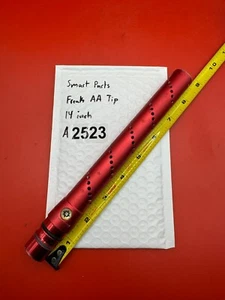 Smart Parts
Freak AA Tip
14 inch
A 2523